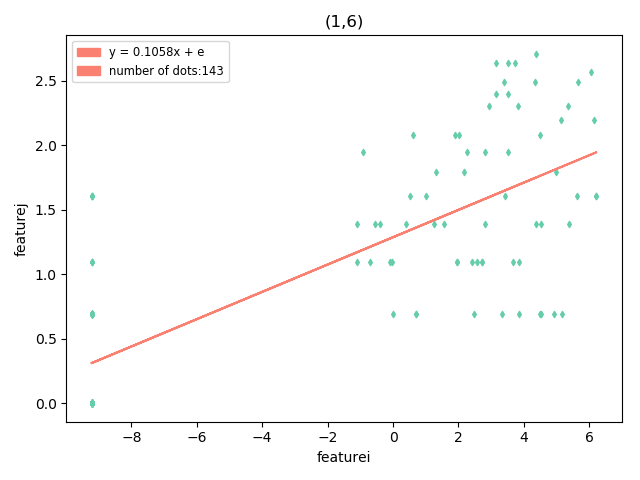 (1,6)
y = 0.1058x + e
number of dots:143
2.5
2.0
1.5
1.0
0.5
0.0
featurej
−8 −6 −4 −2 0 2 4 6
featurei